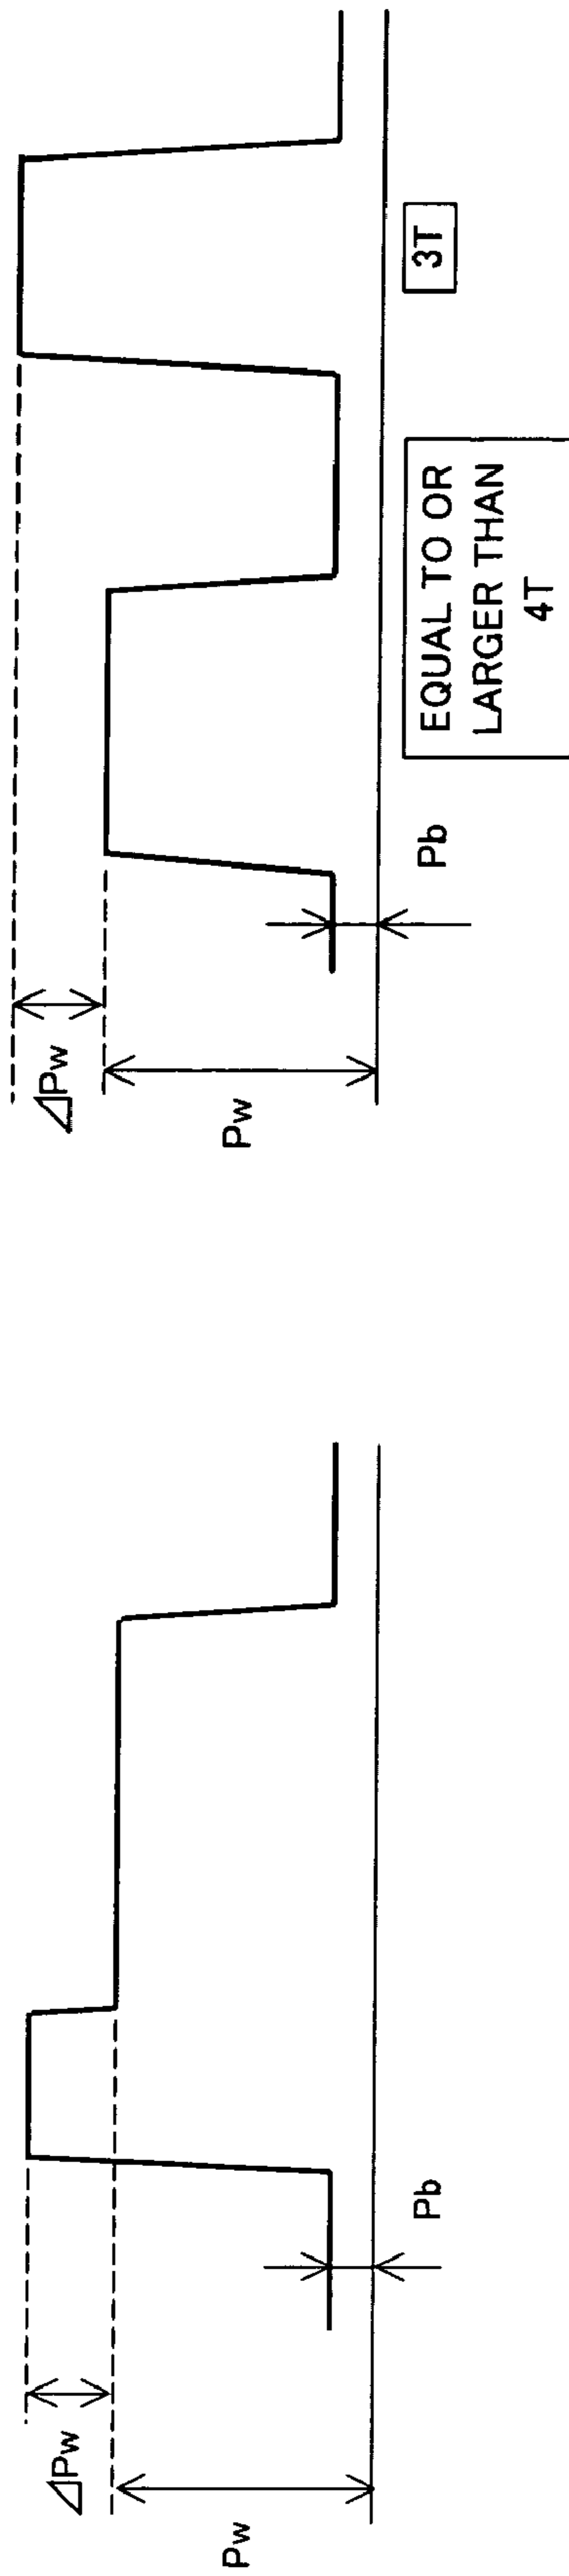 ΔPw
Pw
Pb
ΔPw
Pw
Pb
EQUAL TO OR
LARGER THAN
4T
3T